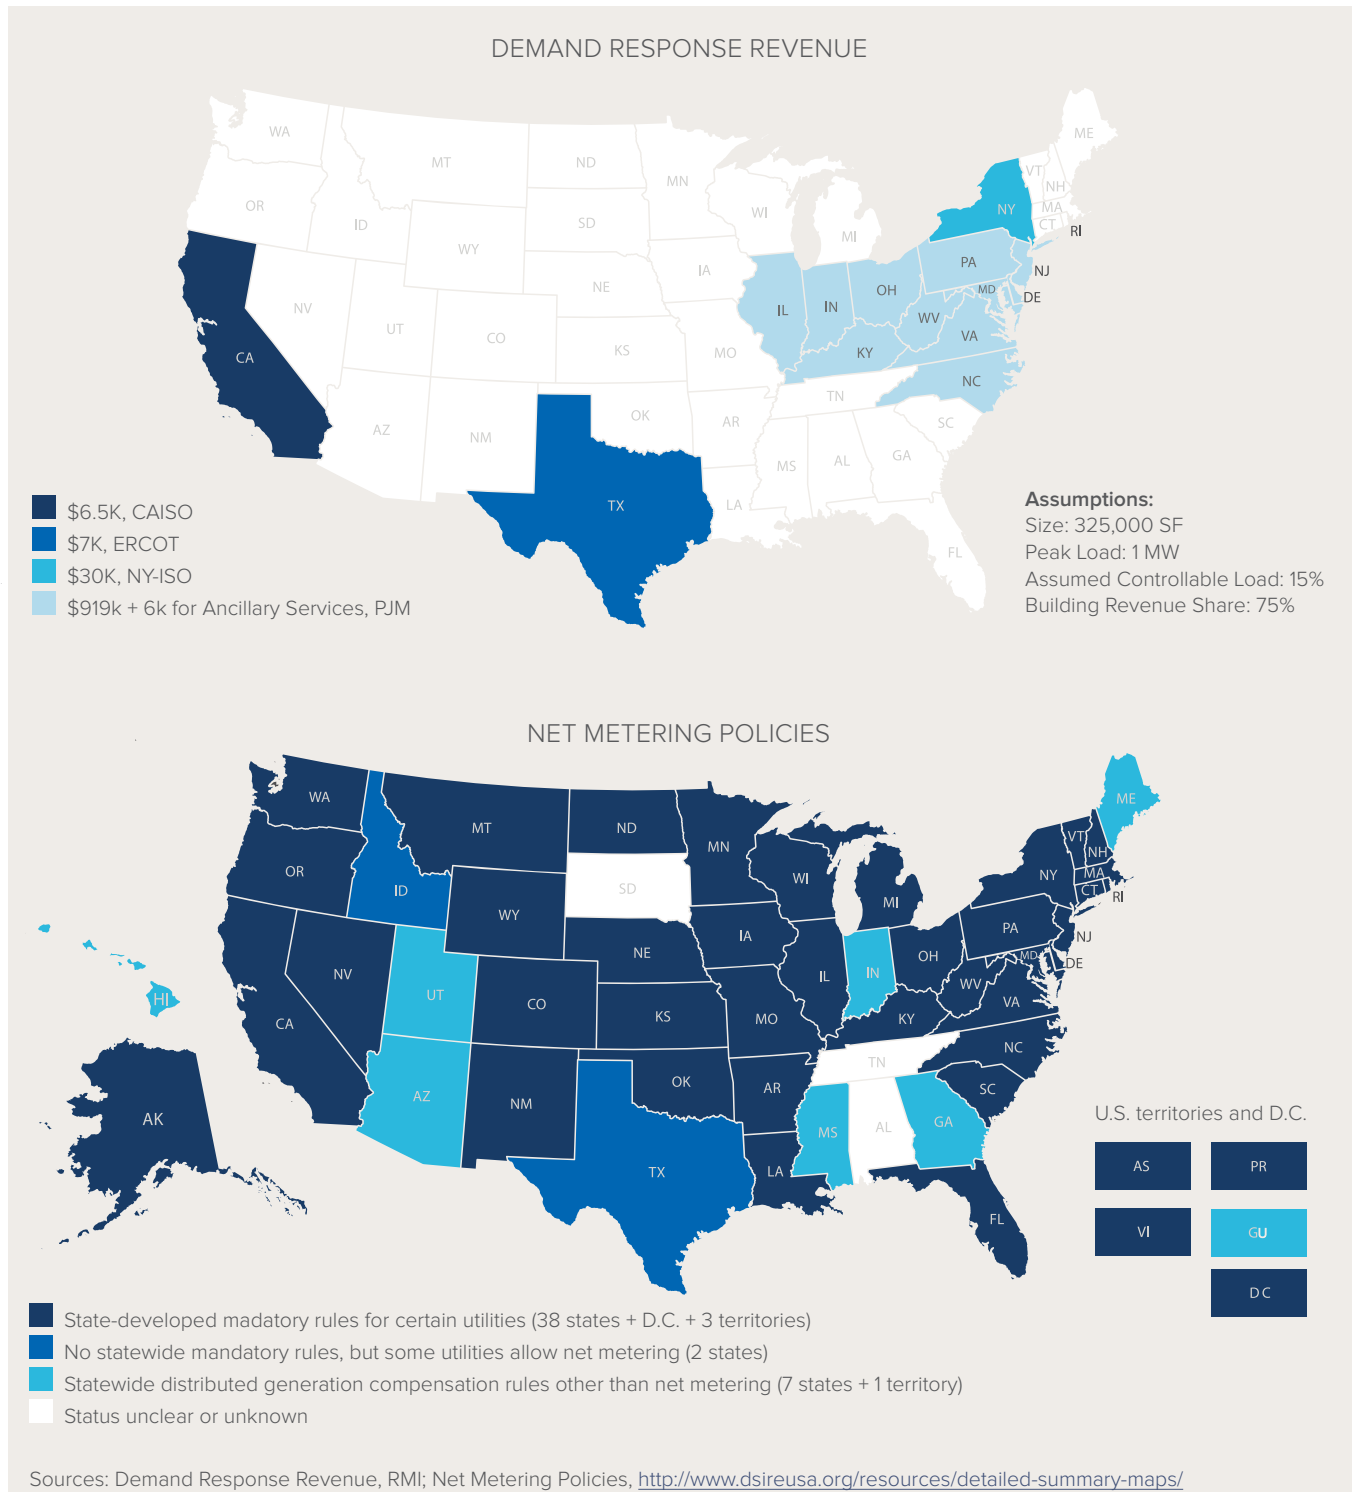 DEMAND RESPONSE REVENUE
WA
MT
ND
MN
ME
OR
ID
SD
WI
MI
VT
NH
NY
MA
CT
RI
WY
IA
NE
PA
NJ
NV
UT
CO
IL
IN
OH
MD
DE
WV
VA
CA
KS
MO
KY
NC
TN
AZ
NM
OK
AR
SC
MS
AL
GA
TX
LA
FL
$6.5K, CAISO
$7K, ERCOT
$30K, NY-ISO
$919k + 6k for Ancillary Services, PJM
Assumptions:
Size: 325,000 SF
Peak Load: 1 MW
Assumed Controllable Load: 15%
Building Revenue Share: 75%
NET METERING POLICIES
WA
MT
ND
MN
ME
OR
ID
SD
WI
MI
VT
NH
NY
MA
CT
RI
WY
IA
NE
PA
NJ
NV
UT
CO
IL
IN
OH
MD
DE
WV
VA
HI
CA
KS
MO
KY
NC
TN
AZ
NM
OK
AR
SC
AK
MS
AL
GA
TX
LA
FL
U.S. territories and D.C.
AS
PR
VI
GU
DC
State-developed madatory rules for certain utilities (38 states + D.C. + 3 territories)
No statewide mandatory rules, but some utilities allow net metering (2 states)
Statewide distributed generation compensation rules other than net metering (7 states + 1 territory)
Status unclear or unknown
Sources: Demand Response Revenue, RMI; Net Metering Policies, http://www.dsireusa.org/resources/detailed-summary-maps/